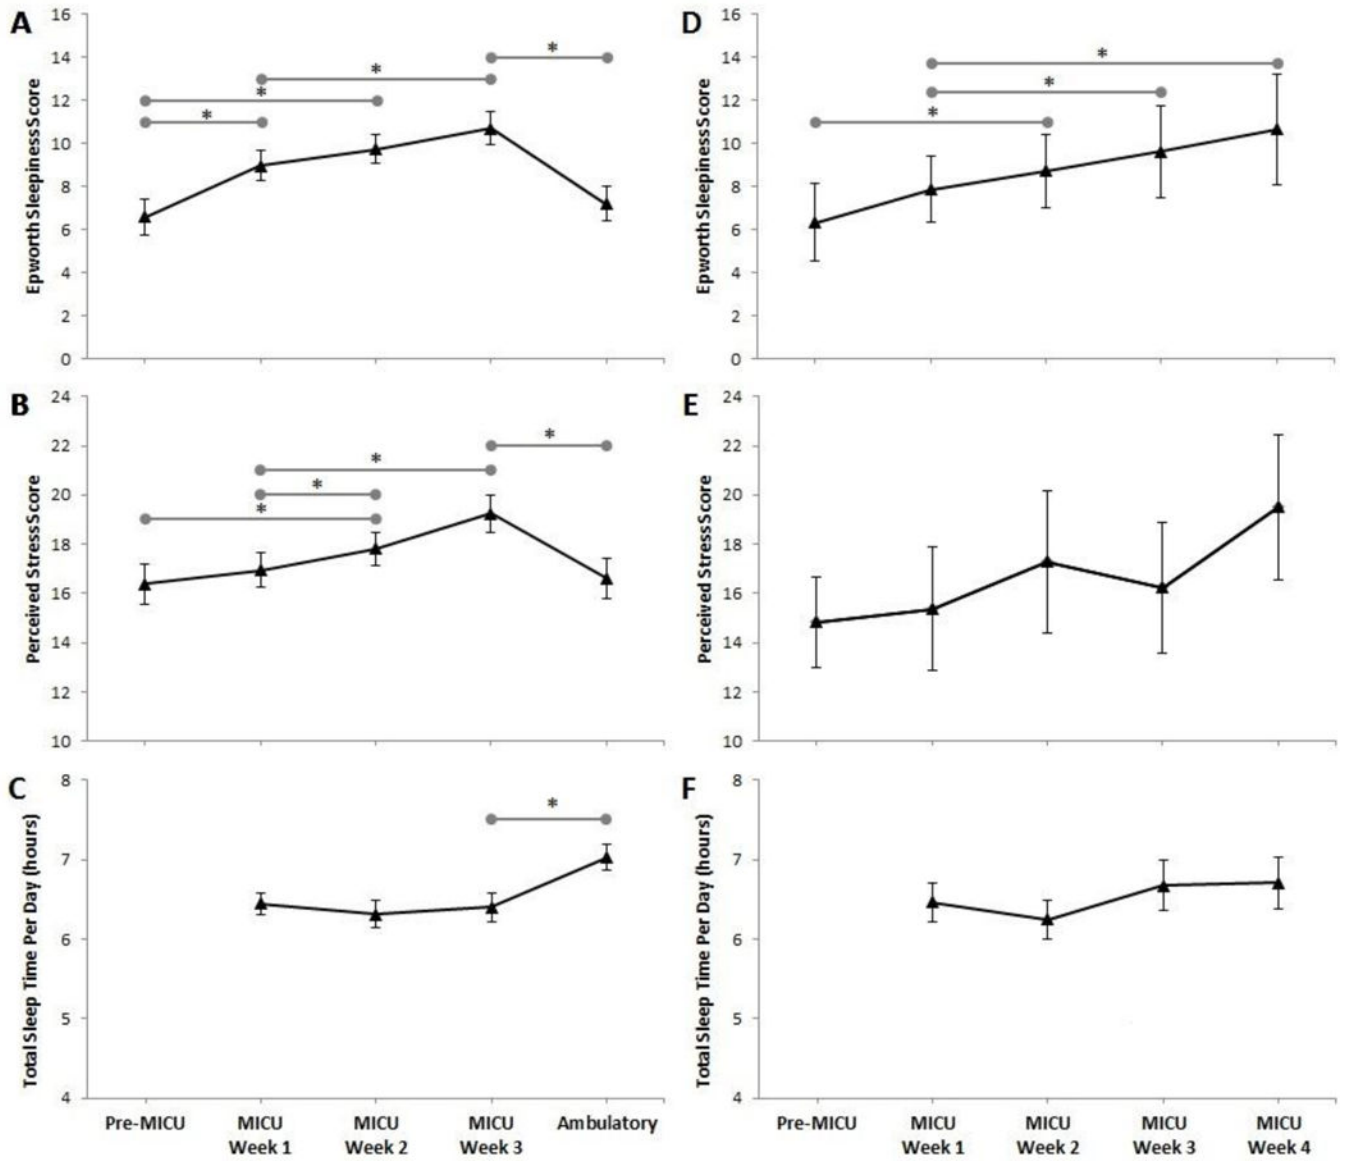 A
Epworth Sleepiness Score
16
14
12
10
8
6
4
2
0
*
*
*
*
D
Epworth Sleepiness Score
16
14
12
10
8
6
4
2
0
*
*
*
B
Perceived Stress Score
24
22
20
18
16
14
12
10
*
*
*
*
E
Perceived Stress Score
24
22
20
18
16
14
12
10
C
Total Sleep Time Per Day (hours)
8
7
6
5
4
*
Pre-MICU
MICU
Week 1
MICU
Week 2
MICU
Week 3
Ambulatory
F
Total Sleep Time Per Day (hours)
8
7
6
5
4
Pre-MICU
MICU
Week 1
MICU
Week 2
MICU
Week 3
MICU
Week 4